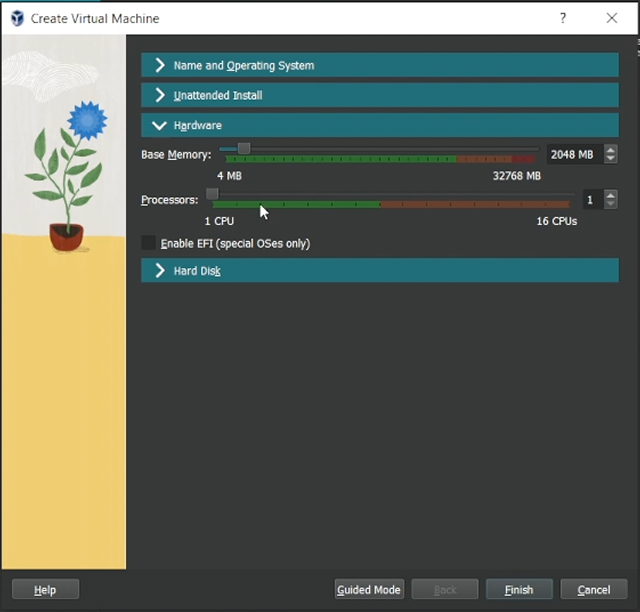 Create Virtual Machine
?
Name and Operating System
Unattended Install
Hardware
Base Memory: 2048 MB
4 MB 32768 MB
Processors: 1
1 CPU 16 CPUs
Enable EFI (special OSes only)
Hard Disk
Help Guided Mode Back Finish Cancel